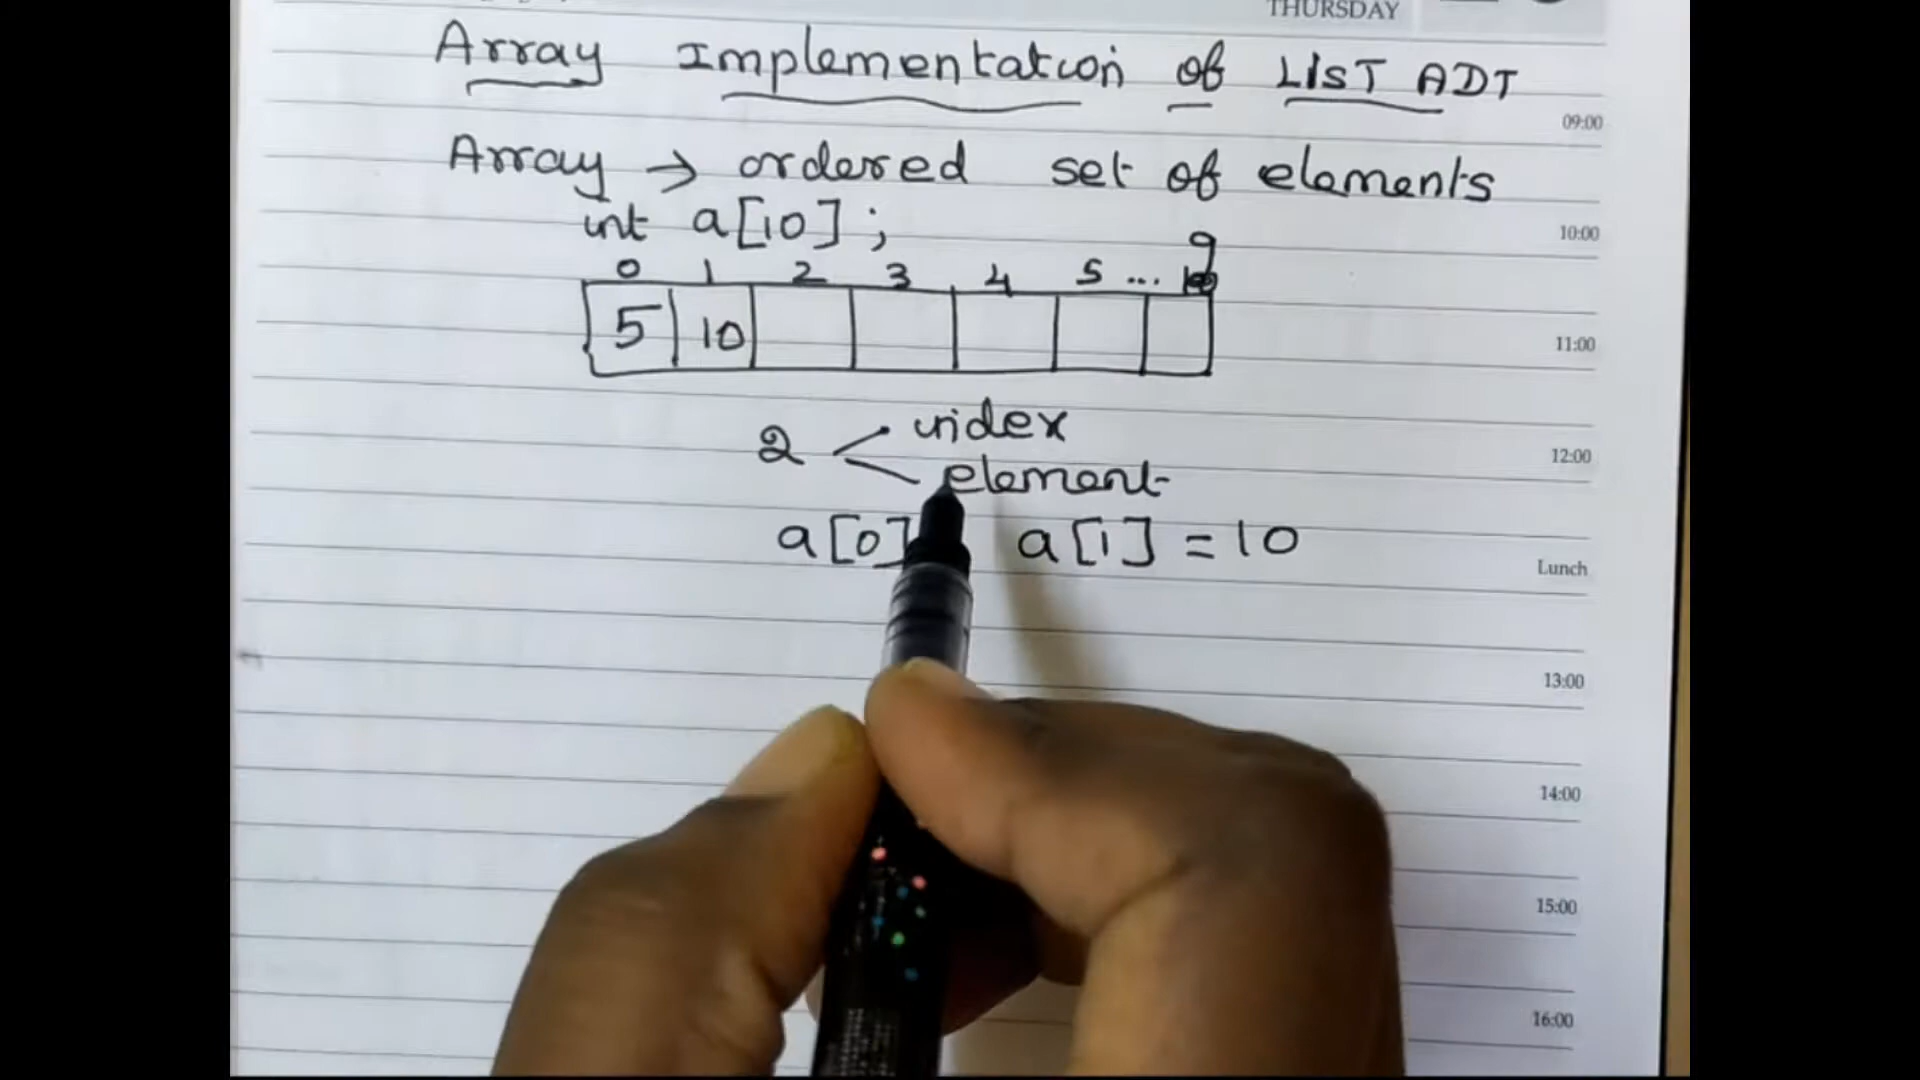 THURSDAY
Array Implementation of LIST ADT
09:00
Array → ordered set of elements
int a[10];
10:00
9
0 1 2 3 4 5 ...
5 10
11:00
2 index
element
12:00
a[0] a[1] = 10
Lunch
13:00
14:00
15:00
16:00